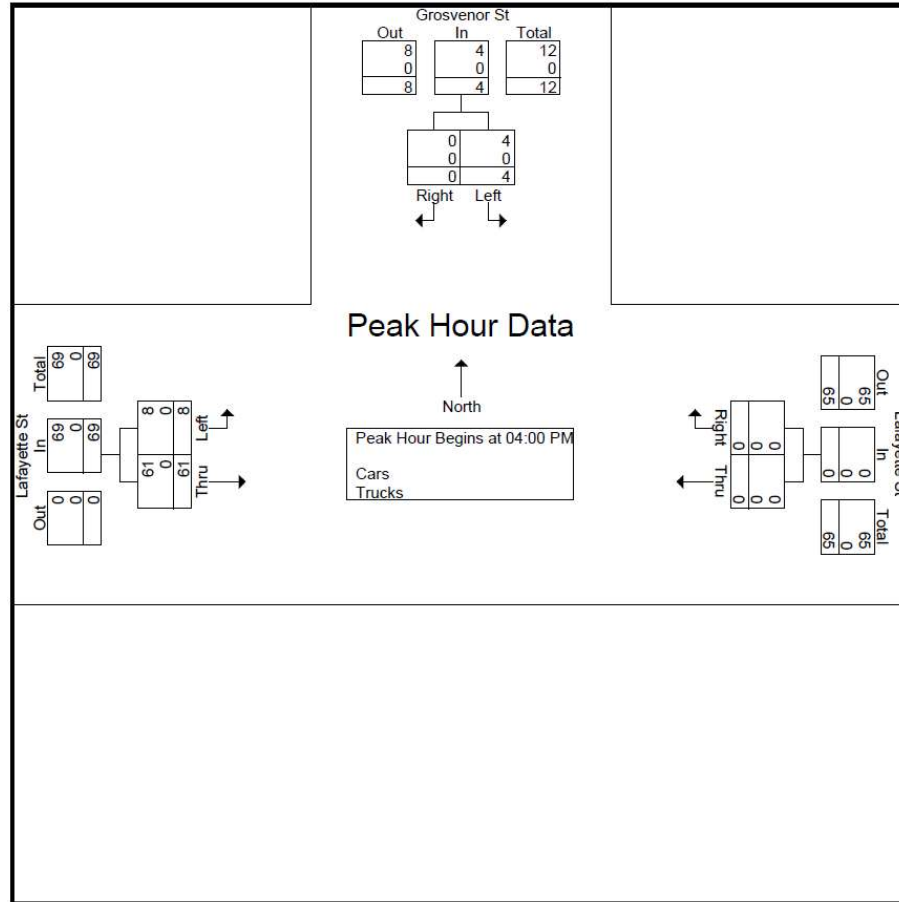 Grosvenor St
Out In Total
8 4 12
0 0 0
8 4 12
0 4
0 0
0 4
Right Left
Peak Hour Data
North
Peak Hour Begins at 04:00 PM
Cars
Trucks
Lafayette St
Total
69 0 69
In
69 0 69
Out
0 0 0
Left
8 0 8
Thru
61 0 61
Right
0 0 0
Thru
0 0 0
Out
65 0 65
In
0 0 0
Total
65 0 65
Lafayette St